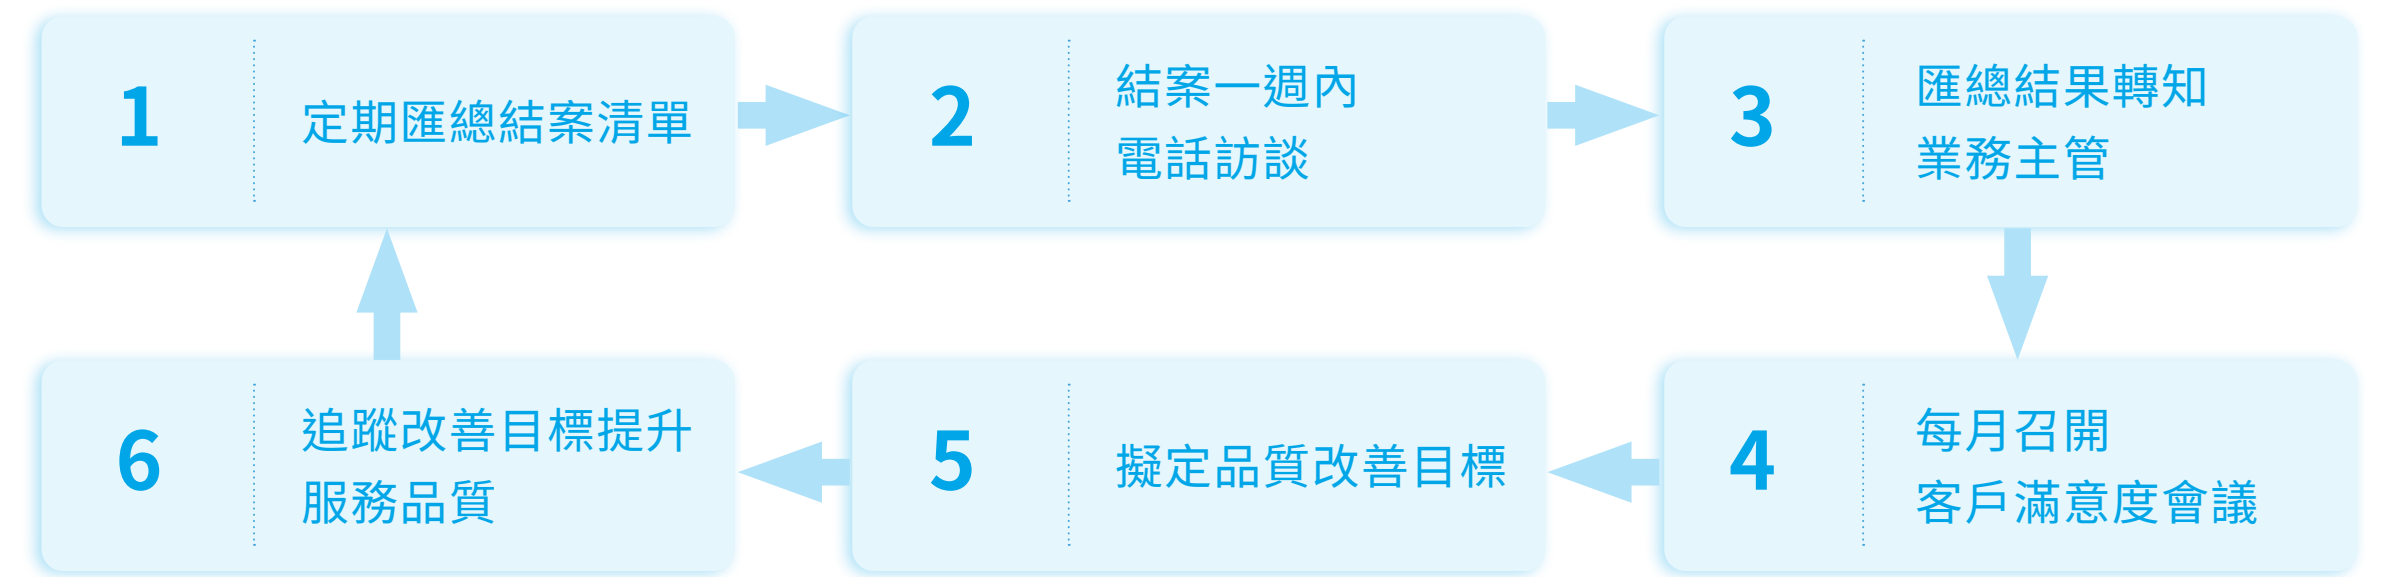 1
定期匯總結案清單
2
結案一週內
電話訪談
3
匯總結果轉知
業務主管
4
每月召開
客戶滿意度會議
5
擬定品質改善目標
6
追蹤改善目標提升
服務品質